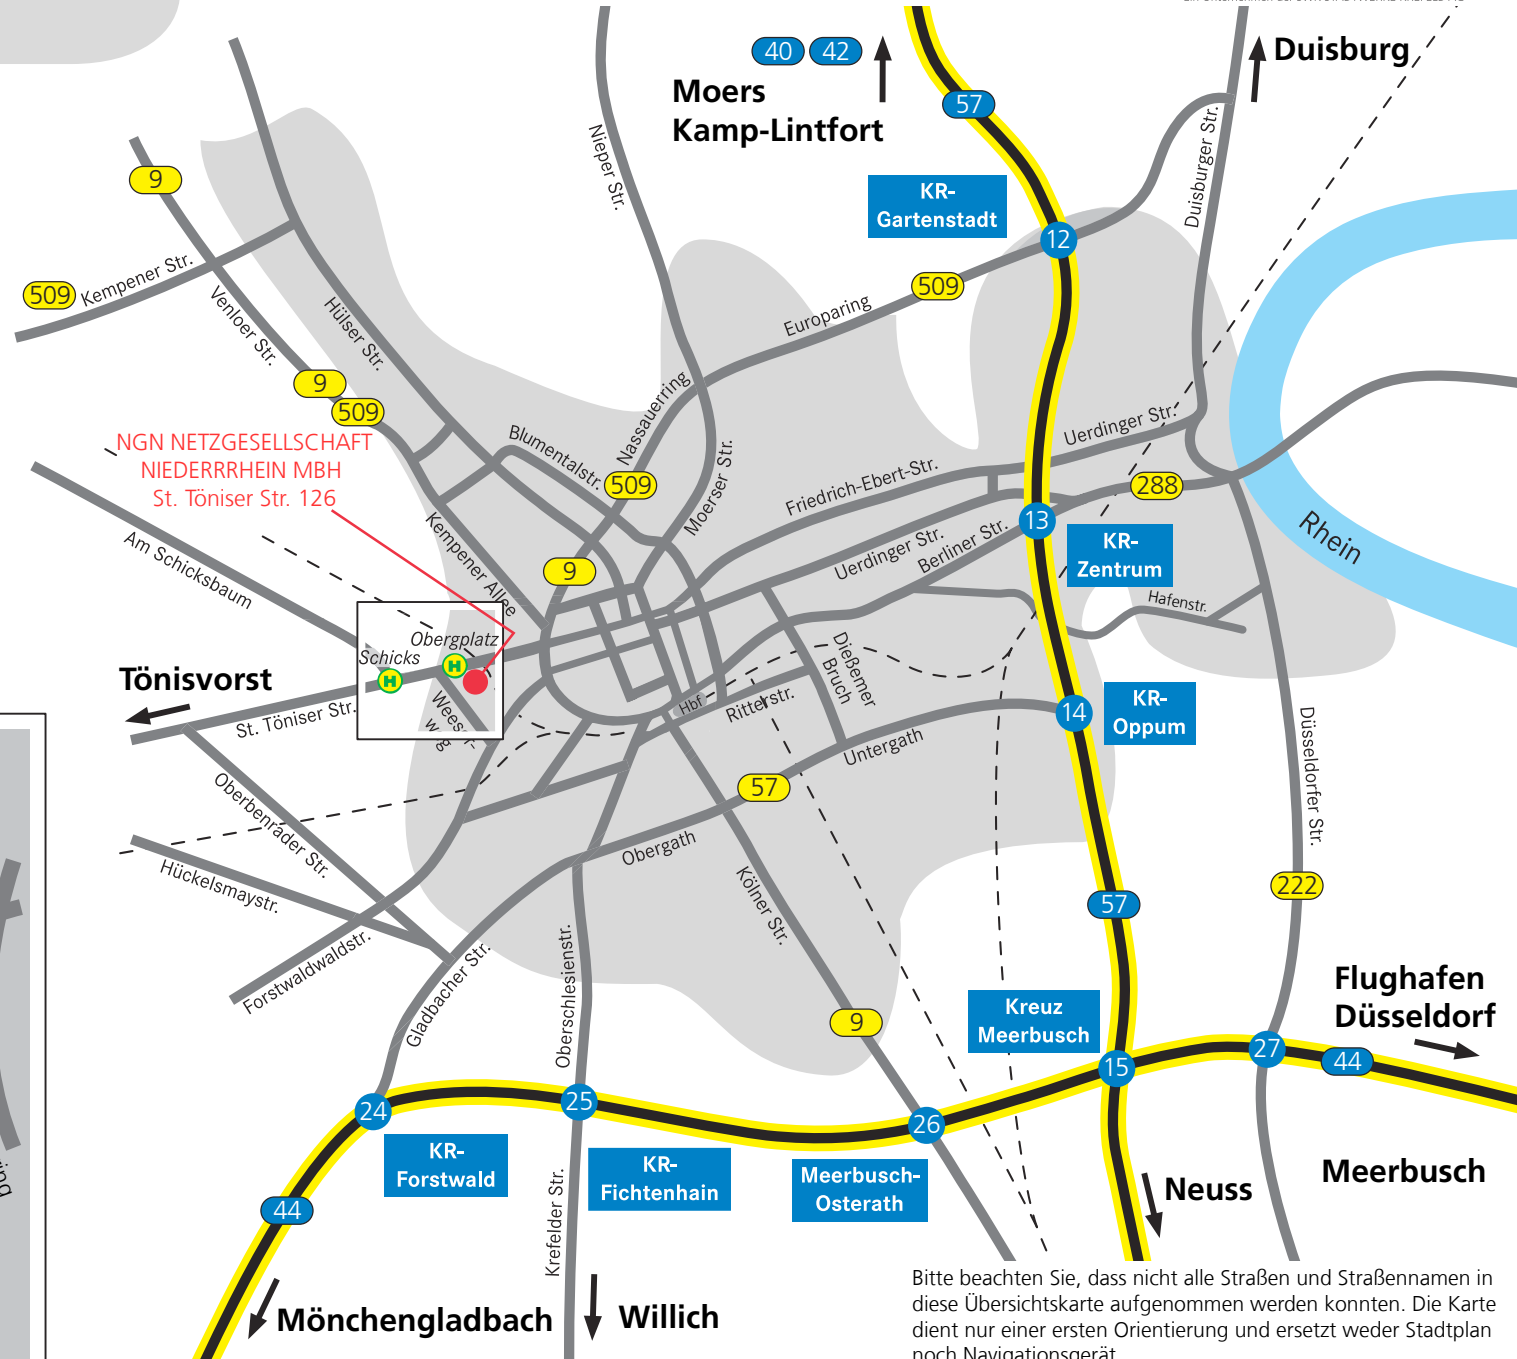 40
42
Moers
Kamp-Lintfort
57
Duisburg
Nieper Str.
Duisburger Str.
KR-
Gartenstadt
12
9
509
Kempener Str.
Venloer Str.
Hülser Str.
9
509
509
Europaring
Nassauerring
Blumentalstr.
509
Moerser Str.
Uerdinger Str.
Friedrich-Ebert-Str.
288
NGN NETZGESELLSCHAFT
NIEDERRRHEIN MBH
St. Töniser Str. 126
Am Schicksbaum
Kempener Allee
9
Uerdinger Str.
Berliner Str.
13
KR-
Zentrum
Rhein
Hafenstr.
Obergplatz
Schicks
H
H
Tönisvorst
St. Töniser Str.
Hbf
Ritterstr.
Dießemer
Bruch
14
KR-
Oppum
Untergath
57
Düsseldorfer Str.
Oberbenrader Str.
Hückelsmaystr.
Obergath
Kölner Str.
57
222
Forstwaldwaldstr.
Gladbacher Str.
Oberschlesienstr.
9
Kreuz
Meerbusch
Flughafen
Düsseldorf
15
27
44
24
25
26
KR-
Forstwald
KR-
Fichtenhain
Meerbusch-
Osterath
Neuss
Meerbusch
44
Krefelder Str.
Mönchengladbach
Willich
Bitte beachten Sie, dass nicht alle Straßen und Straßennamen in
diese Übersichtskarte aufgenommen werden konnten. Die Karte
dient nur einer ersten Orientierung und ersetzt weder Stadtplan
noch Navigationsgerät.